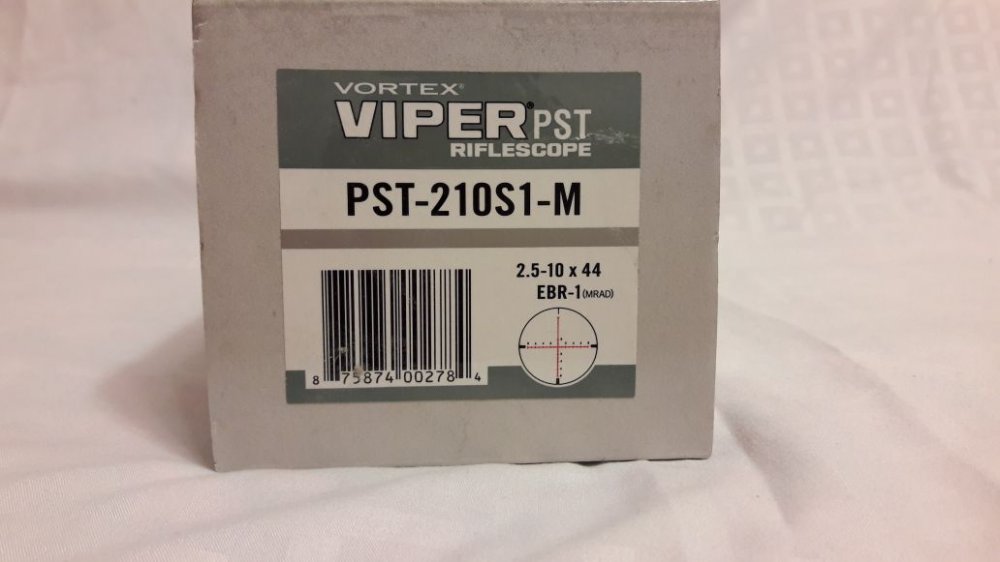 VORTEX®
VIPER® PST
RIFLESCOPE
PST-210S1-M
2.5-10 x 44
EBR-1 (MRAD)
8 75874 00278 4